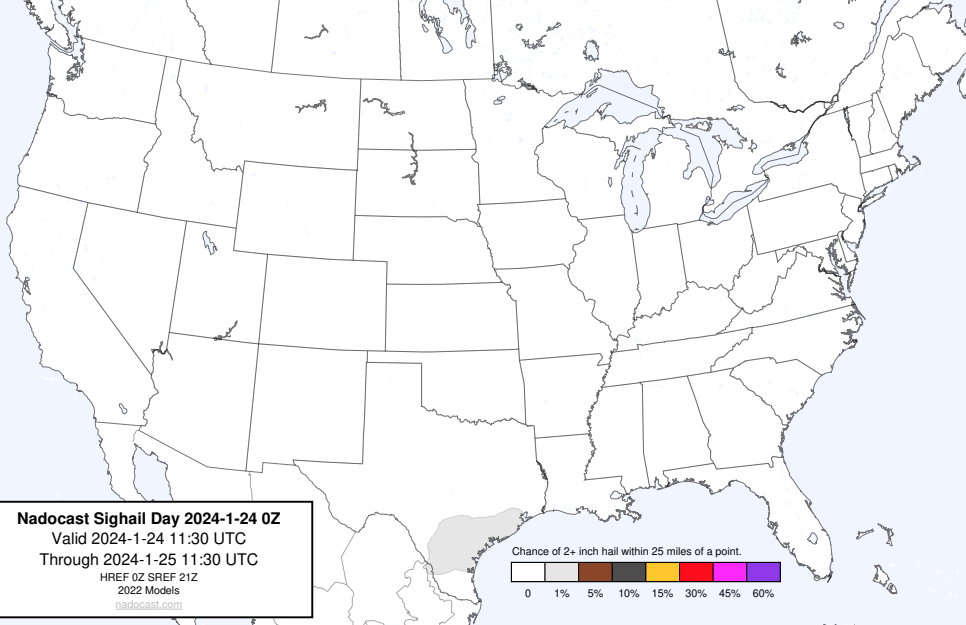 Nadocast Sighail Day 2024-1-24 0Z
Valid 2024-1-24 11:30 UTC
Through 2024-1-25 11:30 UTC
HREF 0Z SREF 21Z
2022 Models
nadocast.com
Chance of 2+ inch hail within 25 miles of a point.
0 1% 5% 10% 15% 30% 45% 60%